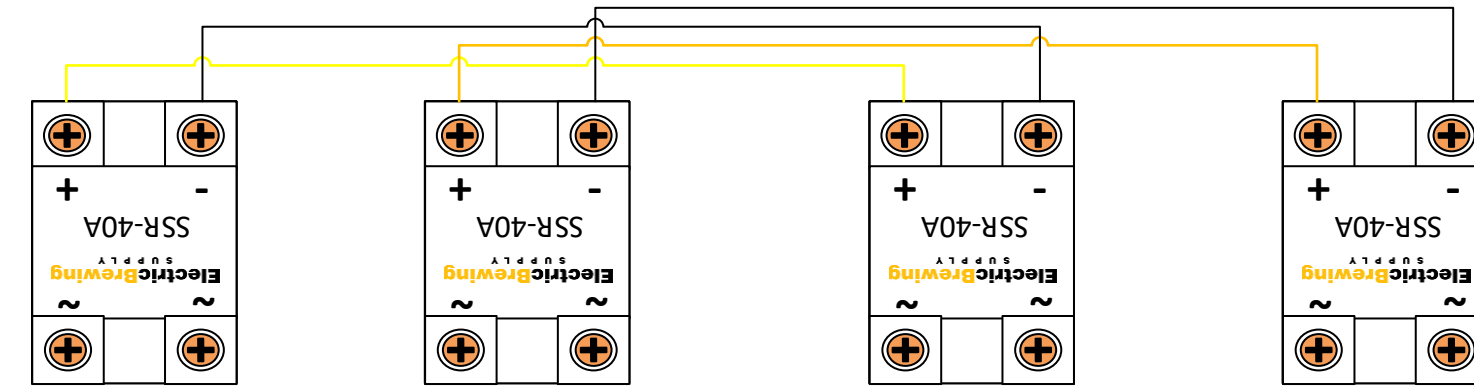 + -
SSR-40A
SUPPLY
ElectricBrewing
~ ~
+ -
SSR-40A
SUPPLY
ElectricBrewing
~ ~
+ -
SSR-40A
SUPPLY
ElectricBrewing
~ ~
+ -
SSR-40A
SUPPLY
ElectricBrewing
~ ~